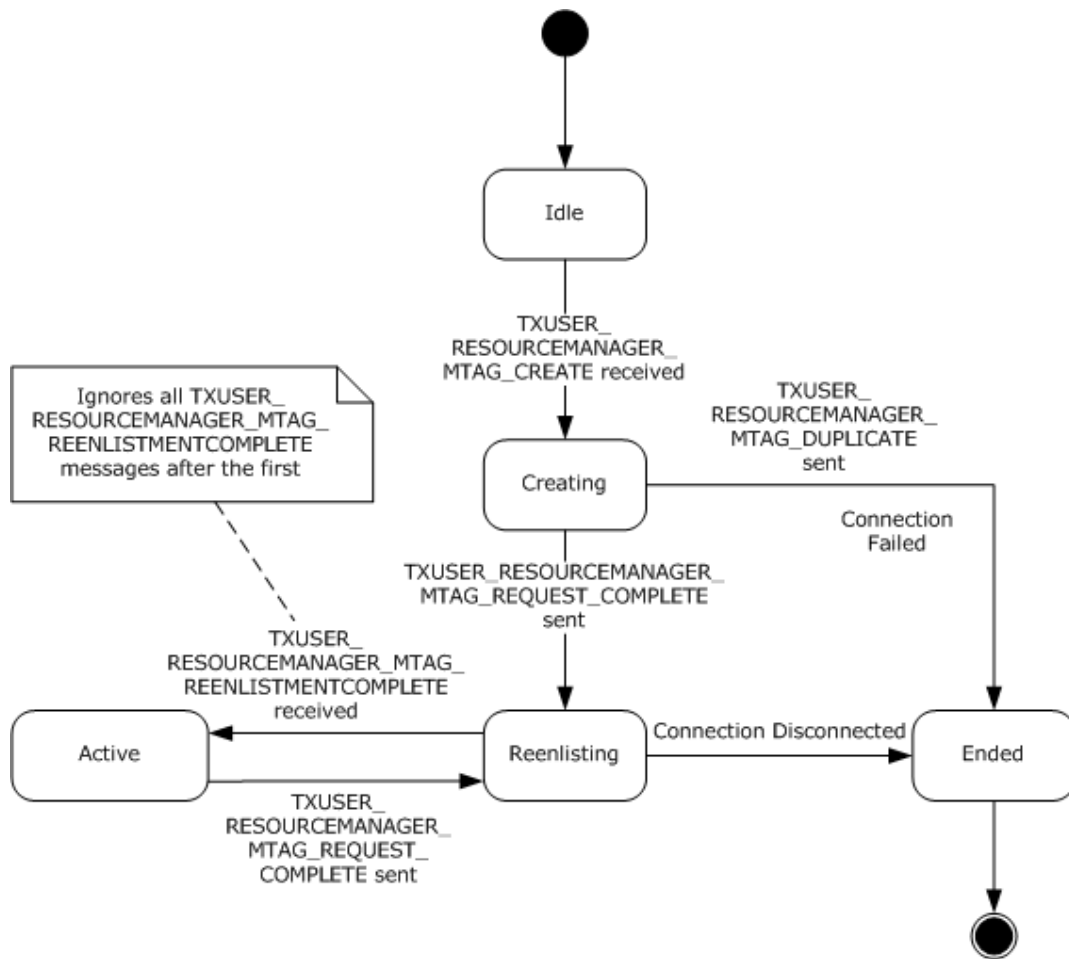 Idle
TXUSER_
RESOURCEMANAGER_
MTAG_CREATE received
Ignores all TXUSER_
RESOURCEMANAGER_MTAG_
REENLISTMENTCOMPLETE
messages after the first
TXUSER_
RESOURCEMANAGER_
MTAG_DUPLICATE
sent
Creating
Connection
Failed
TXUSER_RESOURCEMANAGER_
MTAG_REQUEST_COMPLETE
sent
TXUSER_
RESOURCEMANAGER_MTAG_
REENLISTMENTCOMPLETE
received
Active
Reenlisting
Connection Disconnected
Ended
TXUSER_
RESOURCEMANAGER_
MTAG_REQUEST_
COMPLETE sent